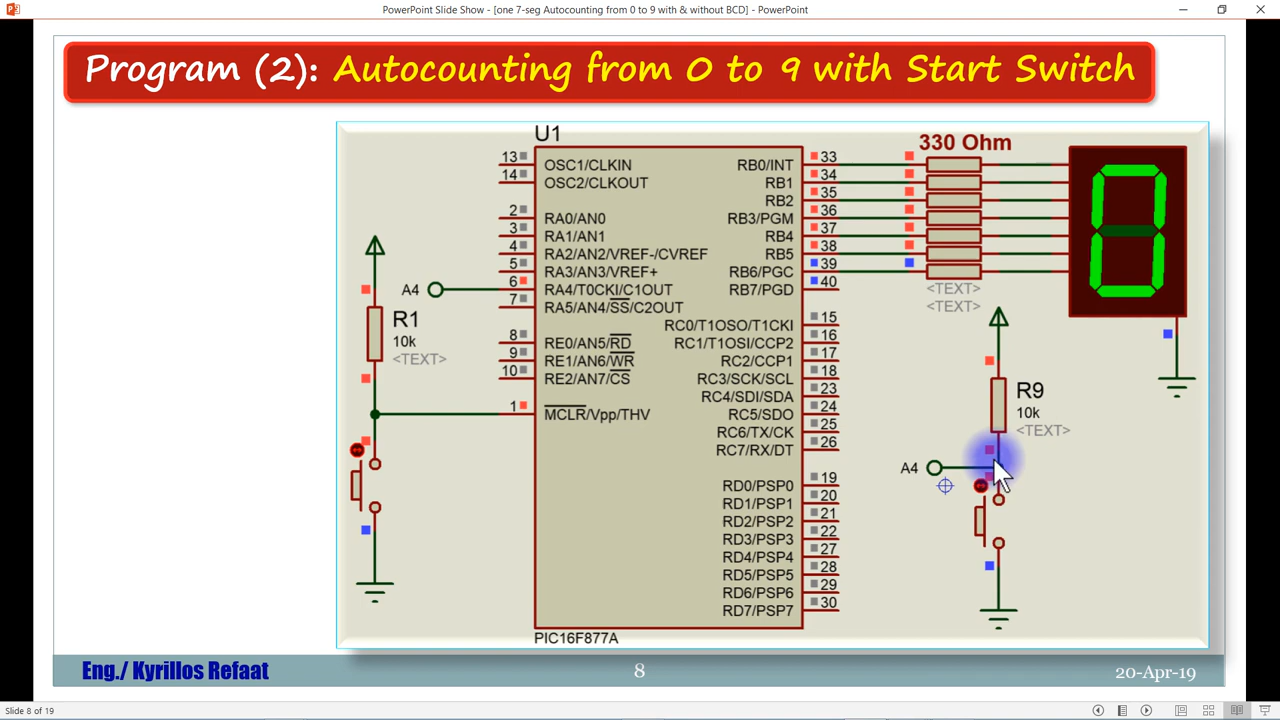 PowerPoint Slide Show - [one 7-seg Autocounting from 0 to 9 with & without BCD] - PowerPoint
Program (2): Autocounting from 0 to 9 with Start Switch
U1
330 Ohm
13 OSC1/CLKIN
14 OSC2/CLKOUT
2 RA0/AN0
3 RA1/AN1
4 RA2/AN2/VREF-/CVREF
5 RA3/AN3/VREF+
6 RA4/T0CKI/C1OUT
7 RA5/AN4/SS/C2OUT
8 RE0/AN5/RD
9 RE1/AN6/WR
10 RE2/AN7/CS
1 MCLR/Vpp/THV
RB0/INT 33
RB1 34
RB2 35
RB3/PGM 36
RB4 37
RB5 38
RB6/PGC 39
RB7/PGD 40
RC0/T1OSO/T1CKI 15
RC1/T1OSI/CCP2 16
RC2/CCP1 17
RC3/SCK/SCL 18
RC4/SDI/SDA 23
RC5/SDO 24
RC6/TX/CK 25
RC7/RX/DT 26
RD0/PSP0 19
RD1/PSP1 20
RD2/PSP2 21
RD3/PSP3 22
RD4/PSP4 27
RD5/PSP5 28
RD6/PSP6 29
RD7/PSP7 30
PIC16F877A
A4
R1
10k
<TEXT>
0
<TEXT>
<TEXT>
R9
10k
<TEXT>
A4
Eng./ Kyrillos Refaat
8
20-Apr-19
Slide 8 of 19